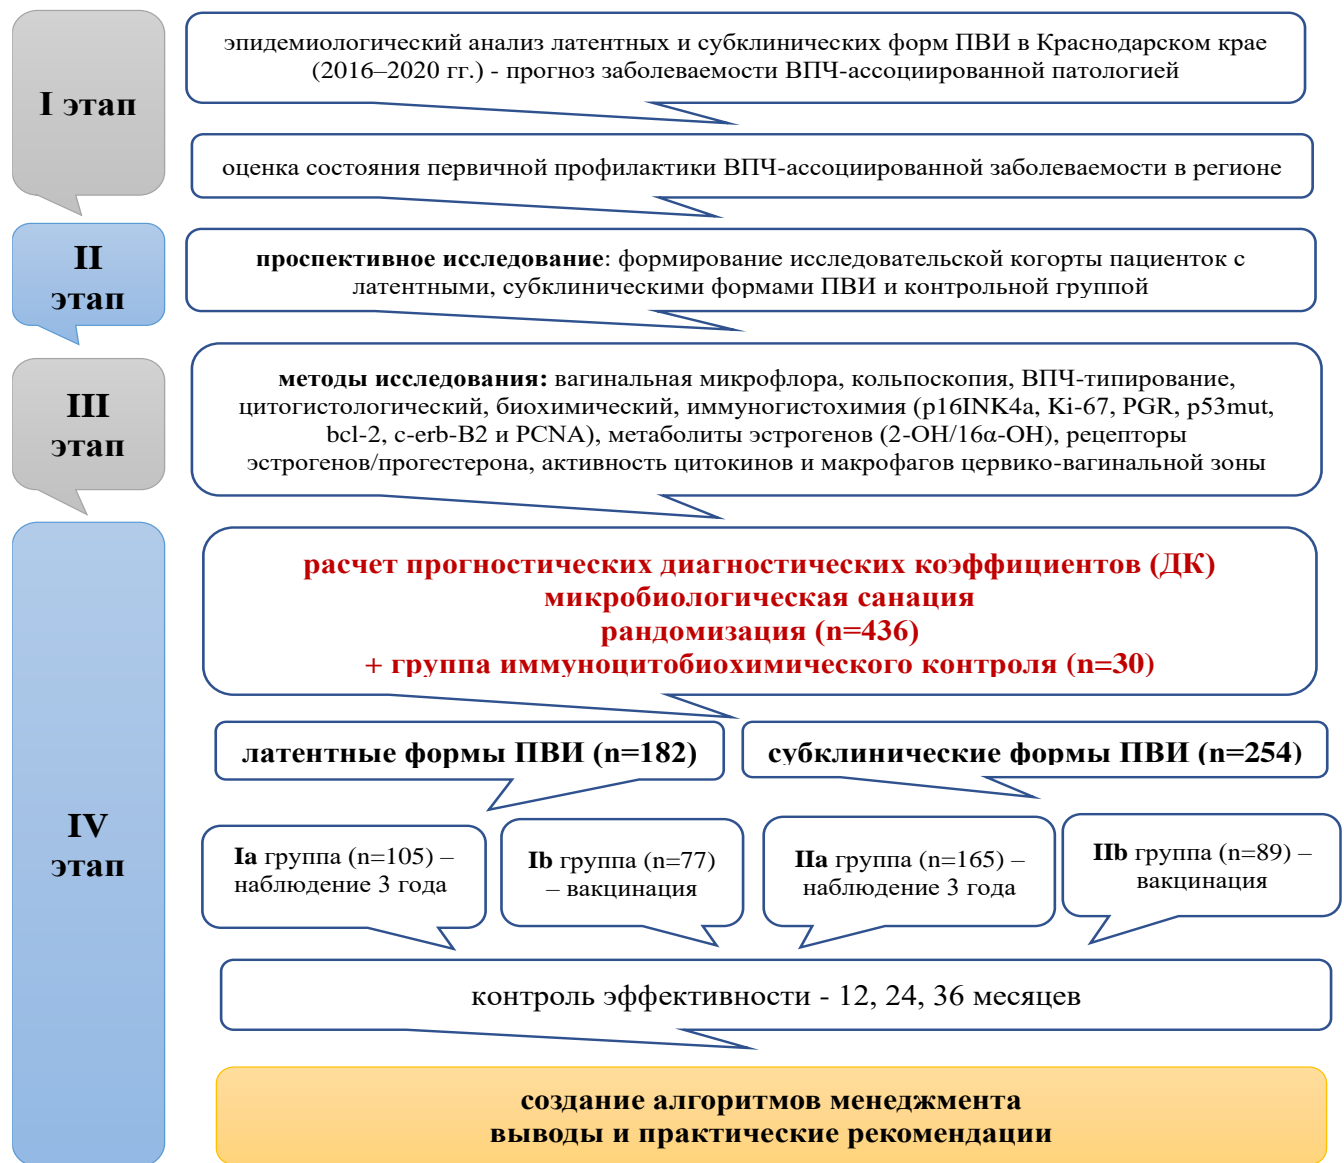 I этап
эпидемиологический анализ латентных и субклинических форм ПВИ в Краснодарском крае
(2016–2020 гг.) - прогноз заболеваемости ВПЧ-ассоциированной патологией
оценка состояния первичной профилактики ВПЧ-ассоциированной заболеваемости в регионе
II
этап
проспективное исследование: формирование исследовательской когорты пациенток с
латентными, субклиническими формами ПВИ и контрольной группой
III
этап
методы исследования: вагинальная микрофлора, кольпоскопия, ВПЧ-типирование,
цитогистологический, биохимический, иммуногистохимия (p16INK4a, Ki-67, PGR, p53mut,
bcl-2, c-erb-B2 и PCNA), метаболиты эстрогенов (2-ОН/16α-ОН), рецепторы
эстрогенов/прогестерона, активность цитокинов и макрофагов цервико-вагинальной зоны
IV
этап
расчет прогностических диагностических коэффициентов (ДК)
микробиологическая санация
рандомизация (n=436)
+ группа иммуноцитобиохимического контроля (n=30)
латентные формы ПВИ (n=182)
субклинические формы ПВИ (n=254)
Ia группа (n=105) –
наблюдение 3 года
Ib группа (n=77)
– вакцинация
IIa группа (n=165) –
наблюдение 3 года
IIb группа (n=89) –
вакцинация
контроль эффективности - 12, 24, 36 месяцев
создание алгоритмов менеджмента
выводы и практические рекомендации